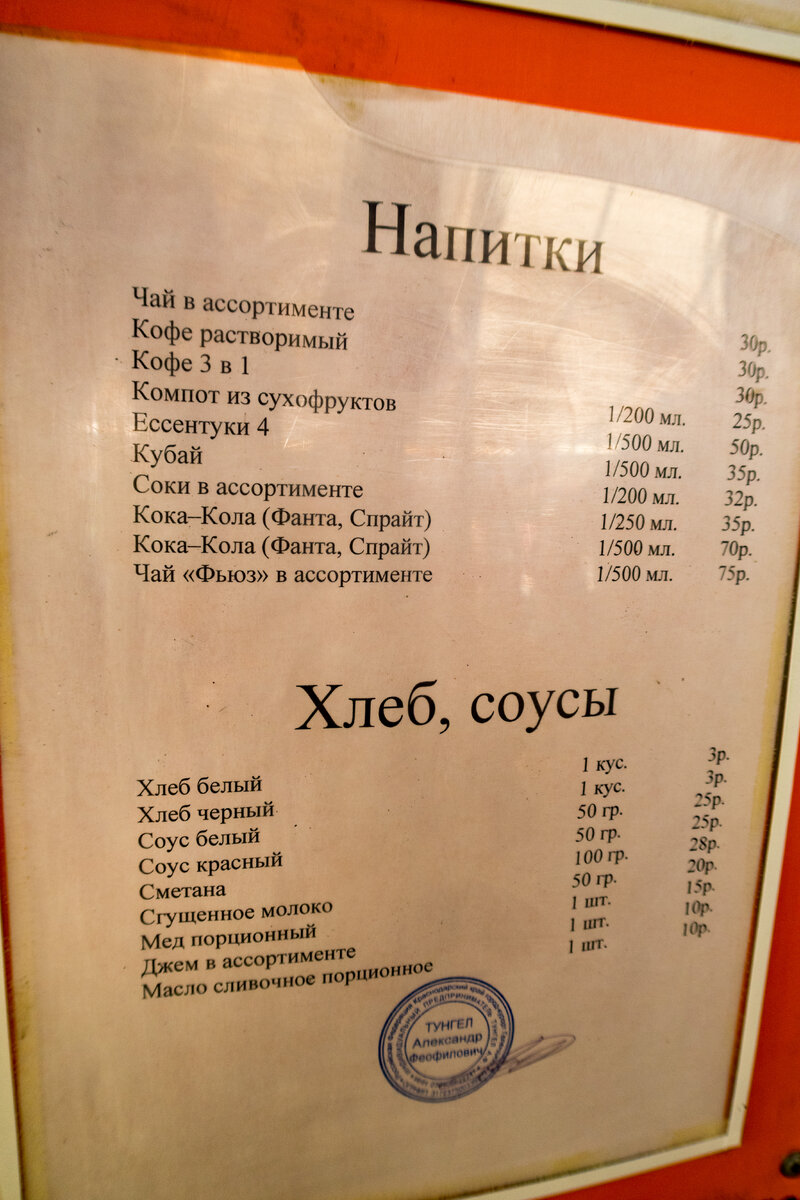 Напитки
Чай в ассортименте 30р.
Кофе растворимый 30р.
Кофе 3 в 1 30р.
Компот из сухофруктов 1/200 мл. 25р.
Ессентуки 4 1/500 мл. 50р.
Кубай 1/500 мл. 35р.
Соки в ассортименте 1/200 мл. 32р.
Кока–Кола (Фанта, Спрайт) 1/250 мл. 35р.
Кока–Кола (Фанта, Спрайт) 1/500 мл. 70р.
Чай «Фьюз» в ассортименте 1/500 мл. 75р.
Хлеб, соусы
Хлеб белый 1 кус. 3р.
Хлеб черный 1 кус. 3р.
Соус белый 50 гр. 25р.
Соус красный 50 гр. 25р.
Сметана 100 гр. 28р.
Сгущенное молоко 50 гр. 20р.
Мед порционный 1 шт. 15р.
Джем в ассортименте 1 шт. 10р.
Масло сливочное порционное 1 шт. 10р.
ИНДИВИДУАЛЬНЫЙ ПРЕДПРИНИМАТЕЛЬ
ТУНГЕЛ
Александр
Феофилович